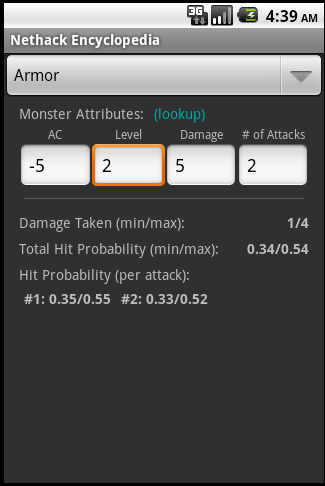 3G 4:39 AM
Nethack Encyclopedia
Armor
Monster Attributes: (lookup)
AC Level Damage # of Attacks
-5 2 5 2
Damage Taken (min/max): 1/4
Total Hit Probability (min/max): 0.34/0.54
Hit Probability (per attack):
#1: 0.35/0.55 #2: 0.33/0.52